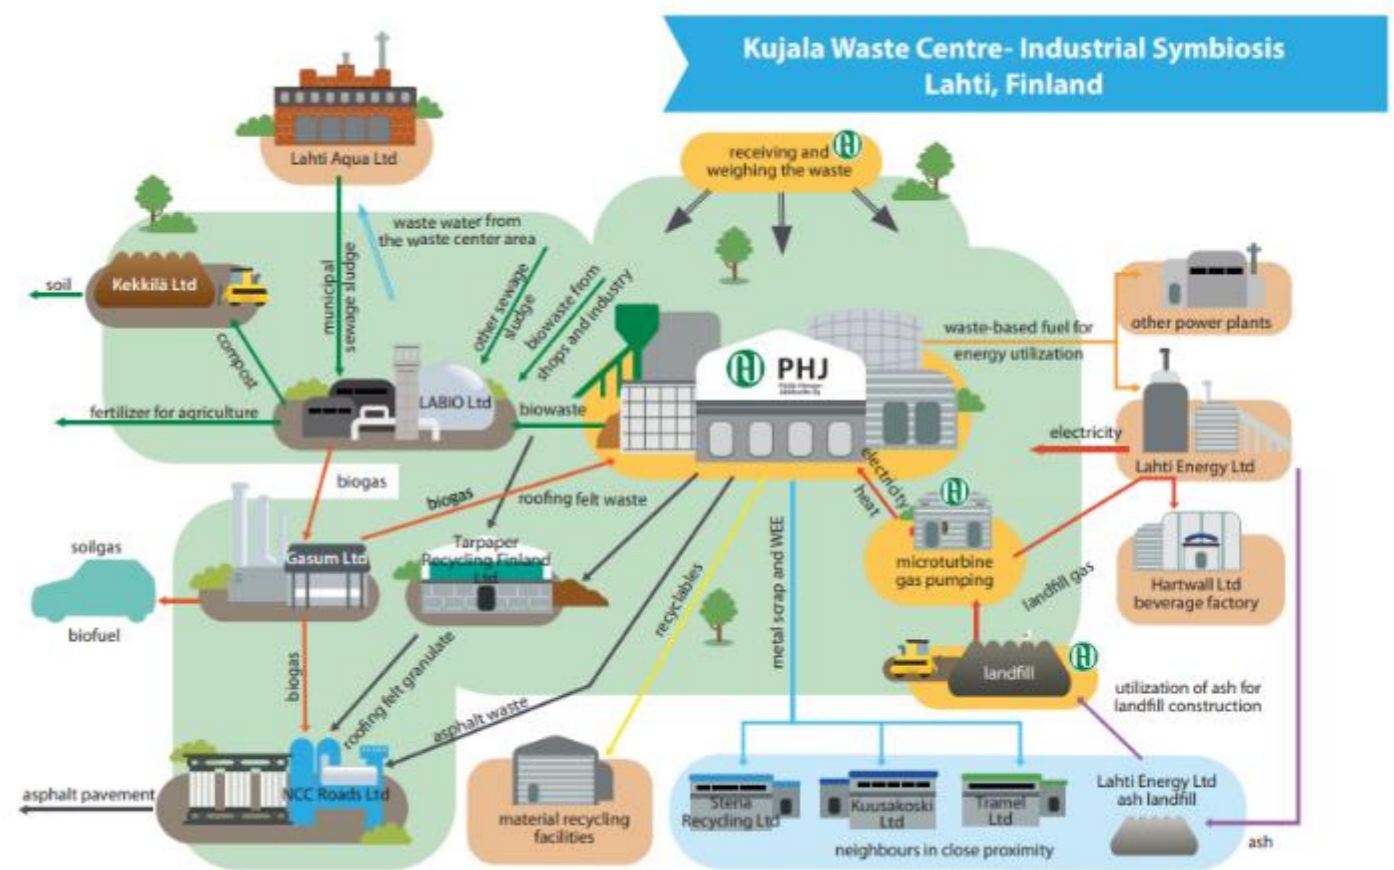 Kujala Waste Centre- Industrial Symbiosis
Lahti, Finland
Lahti Aqua Ltd
receiving and
weighing the waste
waste water from
the waste center area
municipal
sewage sludge
other sewage
sludge
biowaste from
shops and industry
soil
Kekkilä Ltd
compost
fertilizer for agriculture
LABIO Ltd
biowaste
PHJ
waste-based fuel for
energy utilization
other power plants
electricity
Lahti Energy Ltd
biogas
biogas
roofing felt waste
electricity
heat
soilgas
biofuel
Gasum Ltd
Tarpaper
Recycling Finland
Ltd
microturbine
gas pumping
landfill gas
Hartwall Ltd
beverage factory
recyclables
metal scrap and WEE
biogas
roofing felt granulate
asphalt waste
landfill
utilization of ash for
landfill construction
asphalt pavement
NCC Roads Ltd
material recycling
facilities
Stena
Recycling Ltd
Kuusakoski
Ltd
Tramel
Ltd
Lahti Energy Ltd
ash landfill
neighbours in close proximity
ash